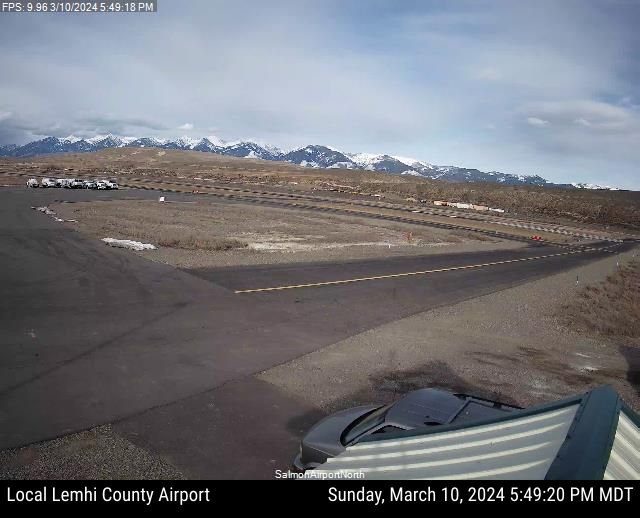 FPS: 9.96 3/10/2024 5:49:18 PM
SalmonAirportNorth
Local Lemhi County Airport
Sunday, March 10, 2024 5:49:20 PM MDT